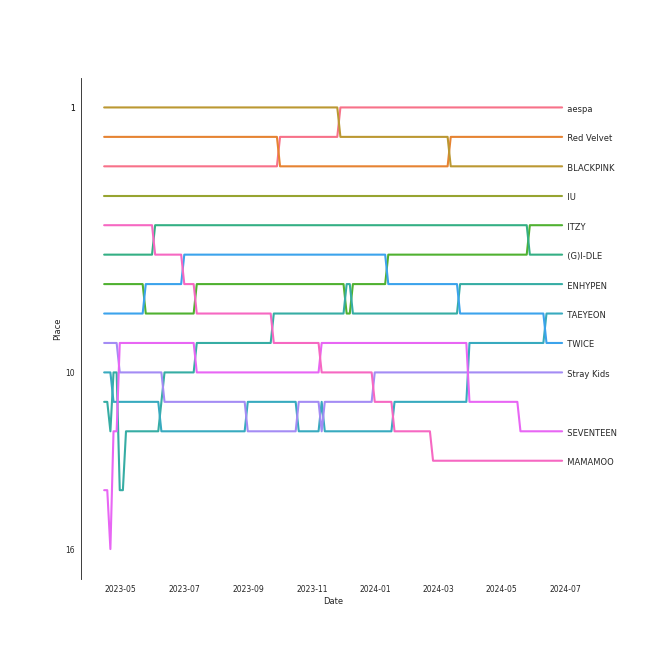 1
aespa
Red Velvet
BLACKPINK
IU
ITZY
(G)I-DLE
ENHYPEN
TAEYEON
TWICE
10
Stray Kids
SEVENTEEN
MAMAMOO
16
Place
2023-05 2023-07 2023-09 2023-11 2024-01 2024-03 2024-05 2024-07
Date